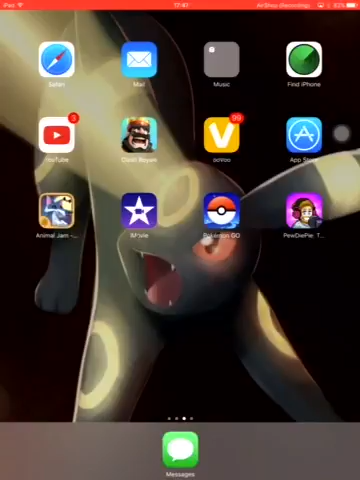 iPad 17:47 AirShou (Recording) 83%
Safari Mail Music Find iPhone
3 99
YouTube Clash Royale ooVoo App Store
Animal Jam -... iMovie Pokémon GO PewDiePie: T...
Messages